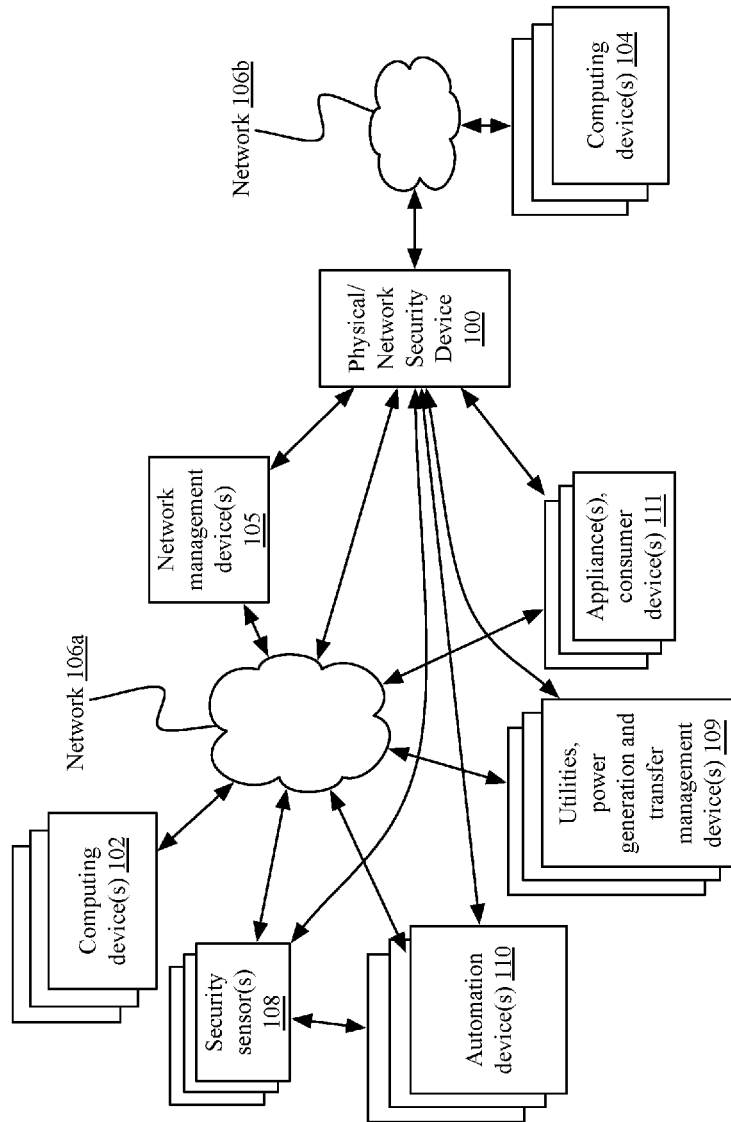 Network 106a
Network 106b
Computing
device(s) 102
Network
management
device(s)
105
Physical/
Network
Security
Device
100
Security
sensor(s)
108
Automation
device(s) 110
Utilities,
power
generation and
transfer
management
device(s) 109
Appliance(s),
consumer
device(s) 111
Computing
device(s) 104